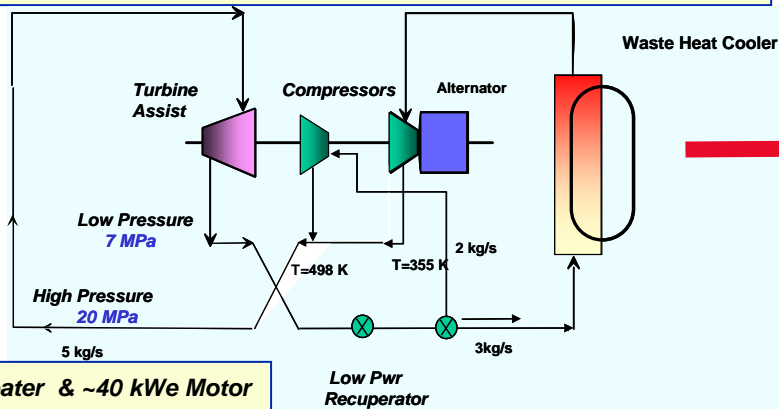 Waste Heat Cooler
Turbine
Assist
Compressors
Alternator
Low Pressure
7 MPa
T=498 K
T=355 K
2 kg/s
High Pressure
20 MPa
5 kg/s
3kg/s
ater & ~40 kWe Motor
Low Pwr
Recuperator